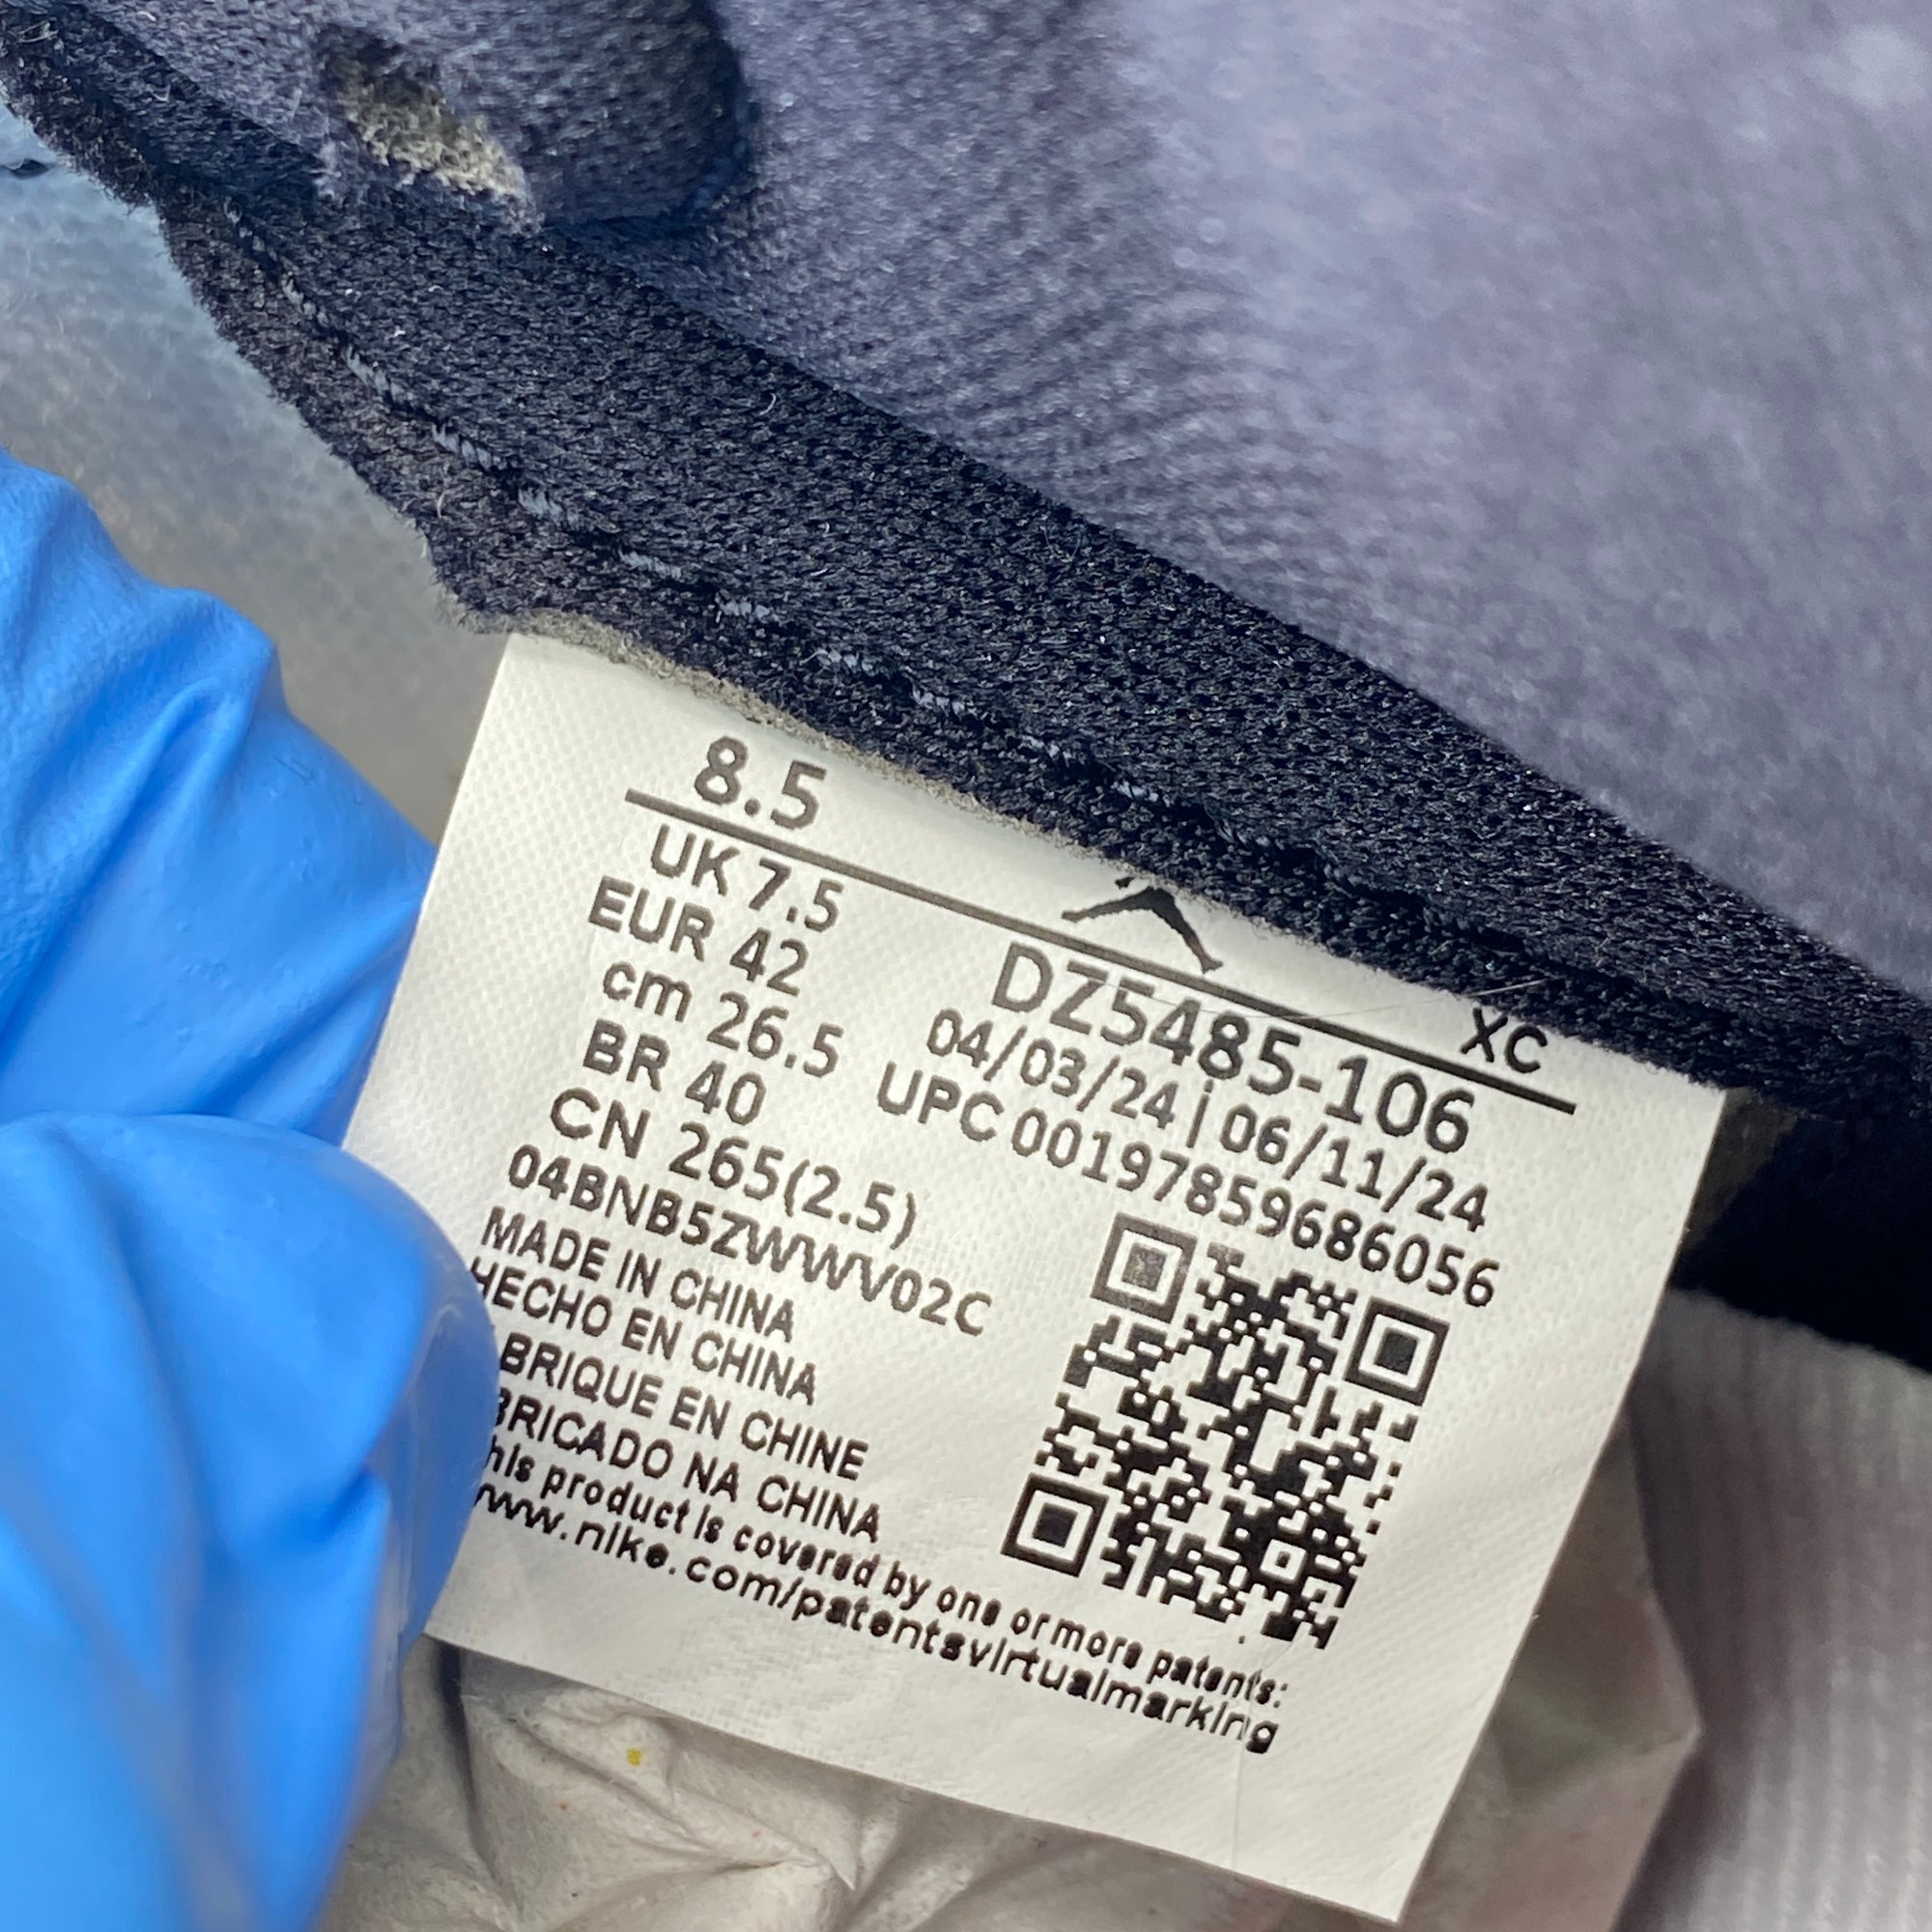 8.5
XC
UK 7.5
EUR 42
cm 26.5
BR 40
CN 265(2.5)
04BNB5ZWWV02C
DZ5485-106
04/03/24 | 06/11/24
UPC 00197859686056
MADE IN CHINA
HECHO EN CHINA
BRIQUE EN CHINE
BRICADO NA CHINA
his product is covered by one or more patents:
www.nike.com/patentsvirtualmarking